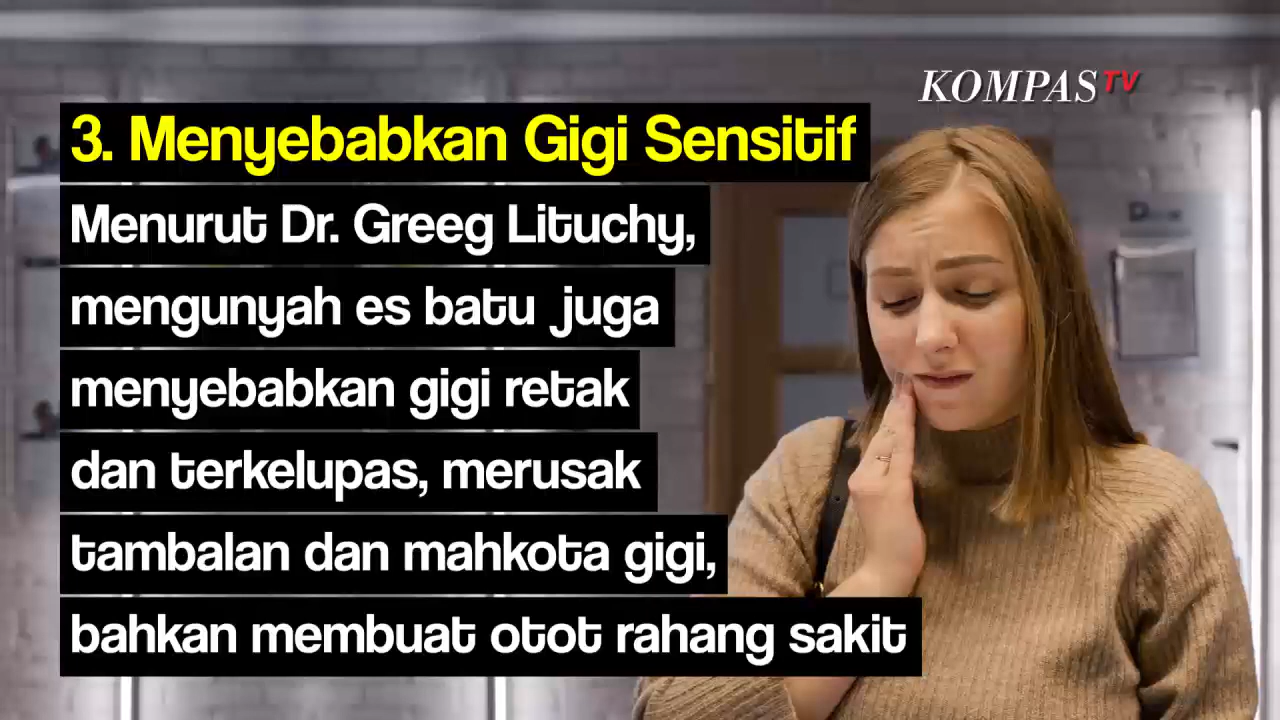 KOMPASTV
3. Menyebabkan Gigi Sensitif
Menurut Dr. Greeg Lituchy,
mengunyah es batu juga
menyebabkan gigi retak
dan terkelupas, merusak
tambalan dan mahkota gigi,
bahkan membuat otot rahang sakit